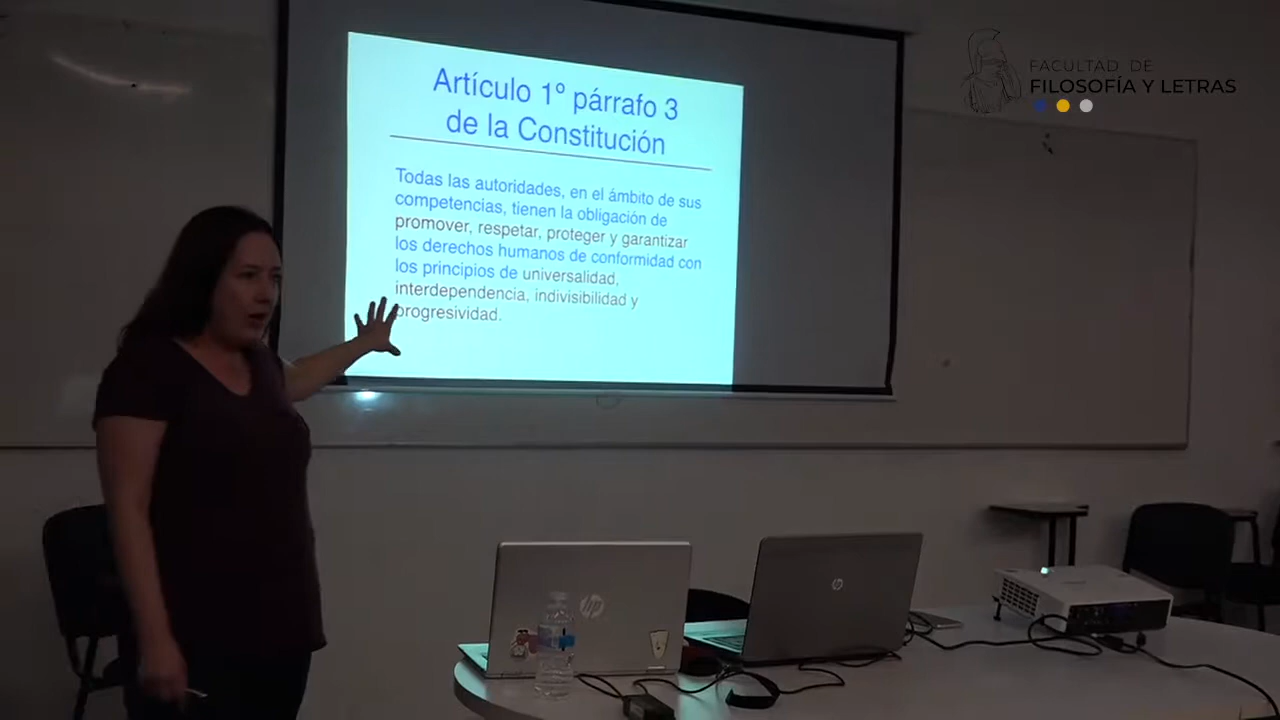 Artículo 1º párrafo 3
de la Constitución
Todas las autoridades, en el ámbito de sus
competencias, tienen la obligación de
promover, respetar, proteger y garantizar
los derechos humanos de conformidad con
los principios de universalidad,
interdependencia, indivisibilidad y
progresividad.
FACULTAD DE
FILOSOFÍA Y LETRAS
hp
hp